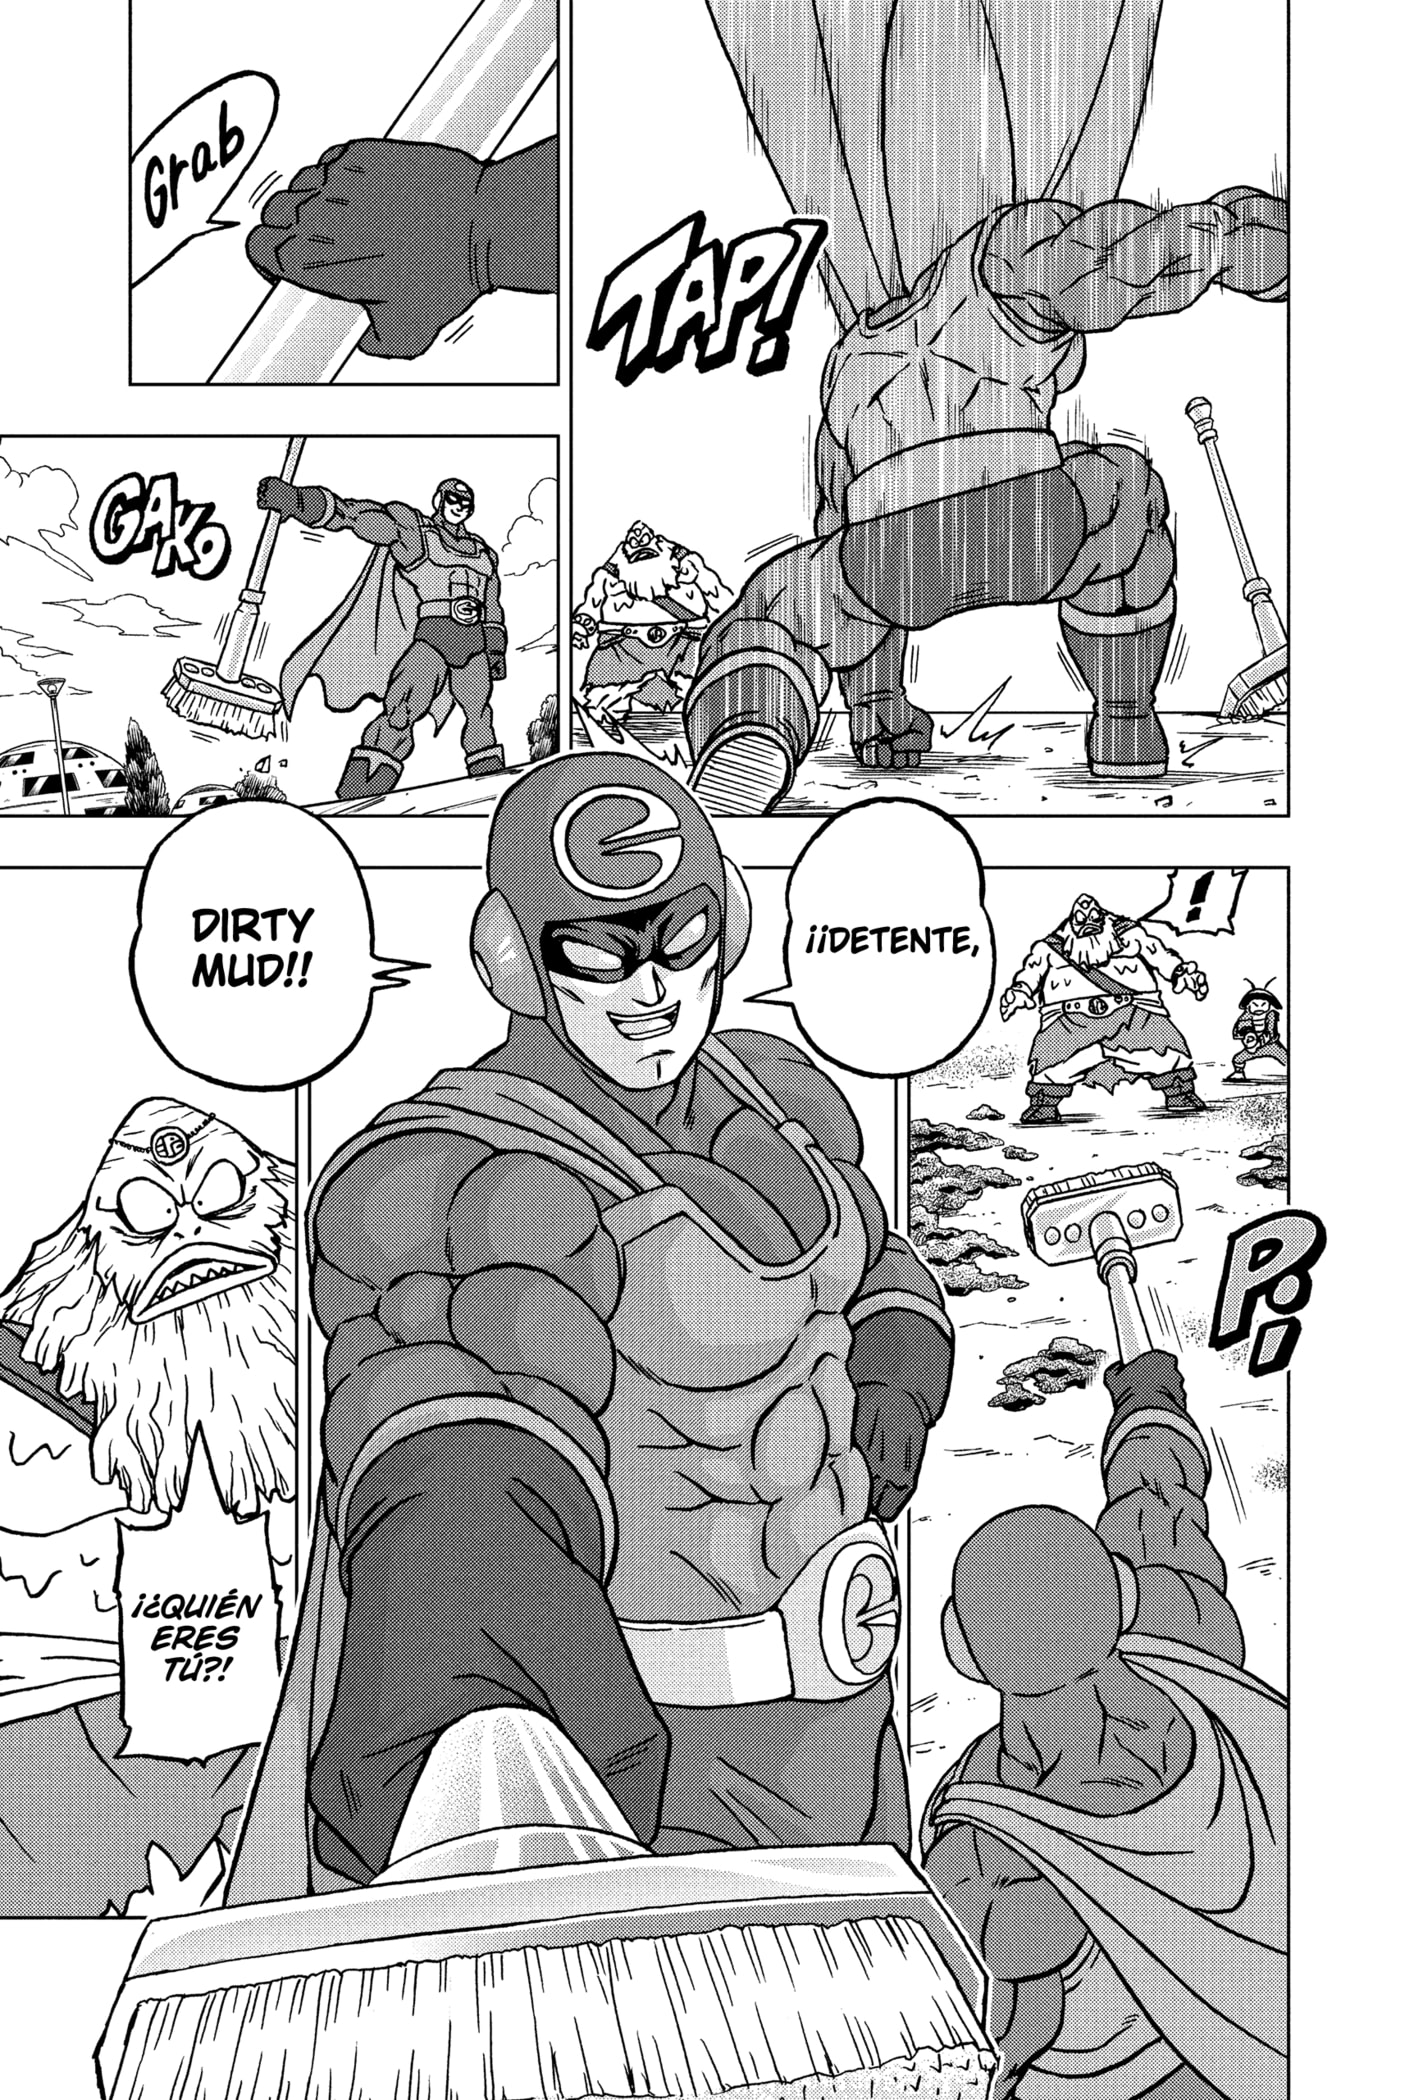 TAP!
Grab
GAKO
!
Pi
¡¡DETENTE,
DIRTY
MUD!!
¡¿QUIÉN
ERES
TÚ?!